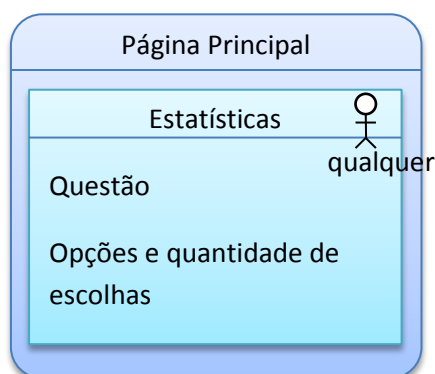 Página Principal
Estatísticas
qualquer
Questão
Opções e quantidade de
escolhas